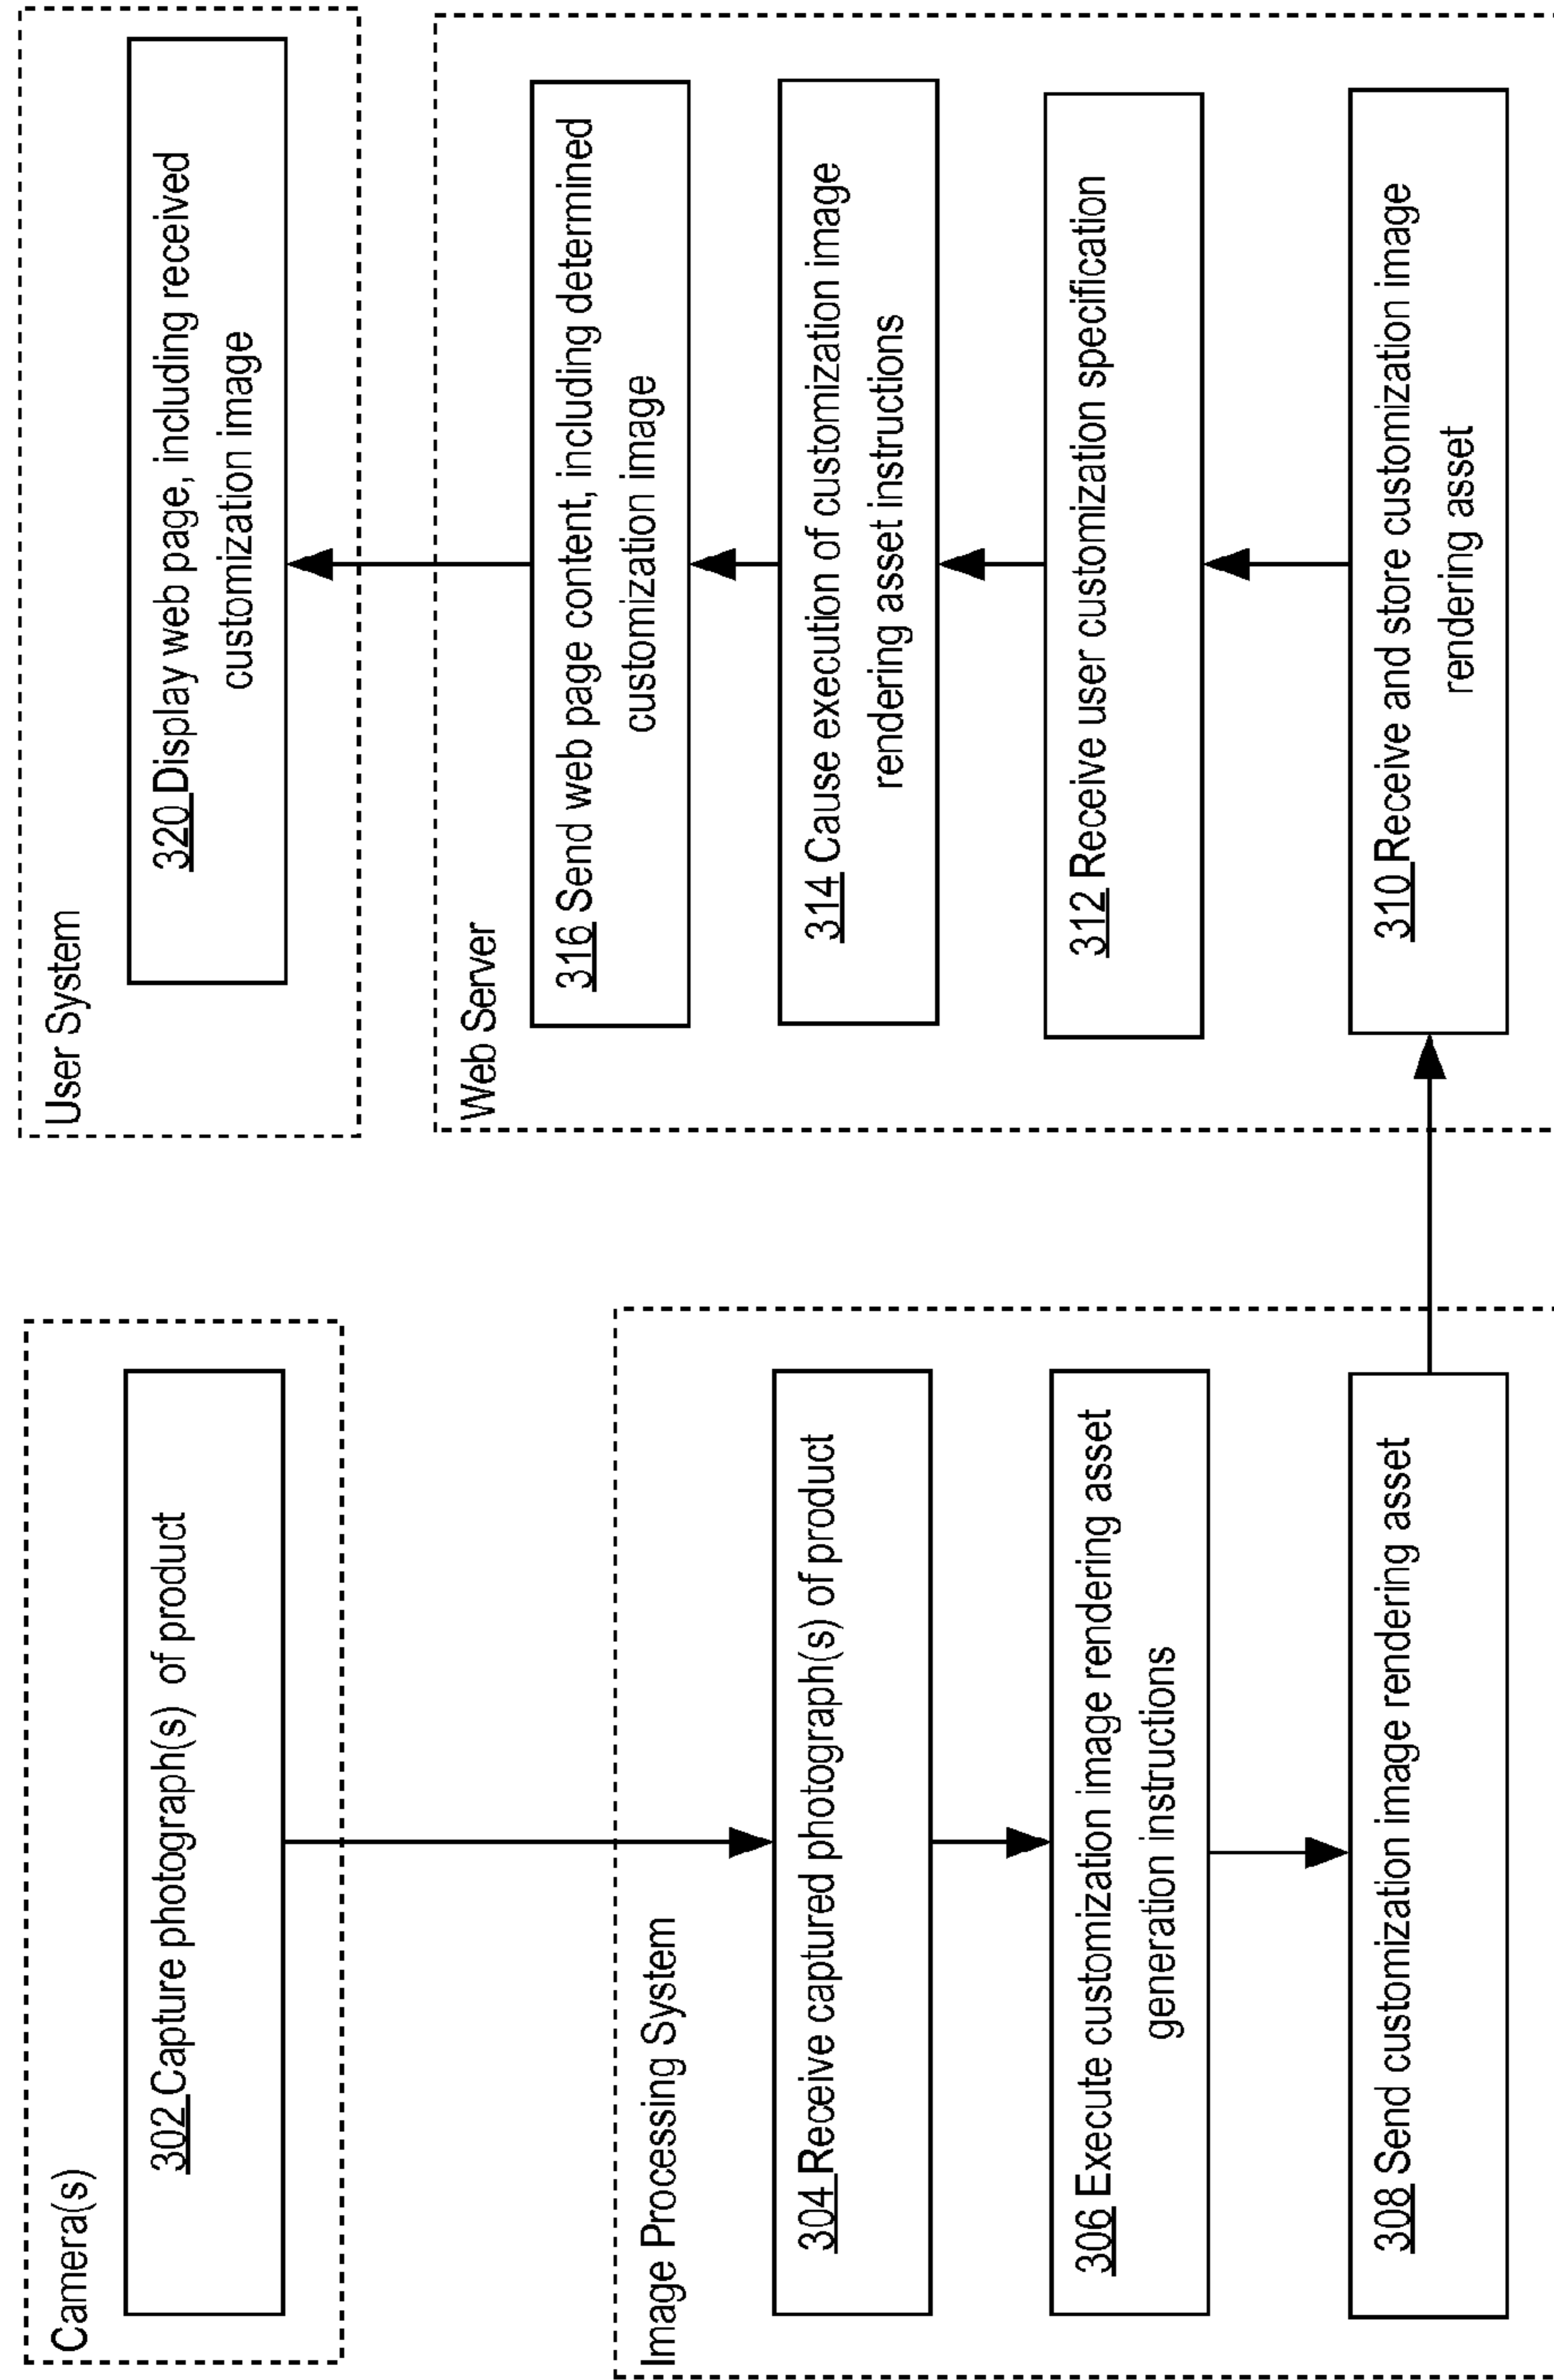 Camera(s)
302 Capture photograph(s) of product
Image Processing System
304 Receive captured photograph(s) of product
306 Execute customization image rendering asset
generation instructions
308 Send customization image rendering asset
User System
320 Display web page, including received
customization image
Web Server
316 Send web page content, including determined
customization image
314 Cause execution of customization image
rendering asset instructions
312 Receive user customization specification
310 Receive and store customization image
rendering asset